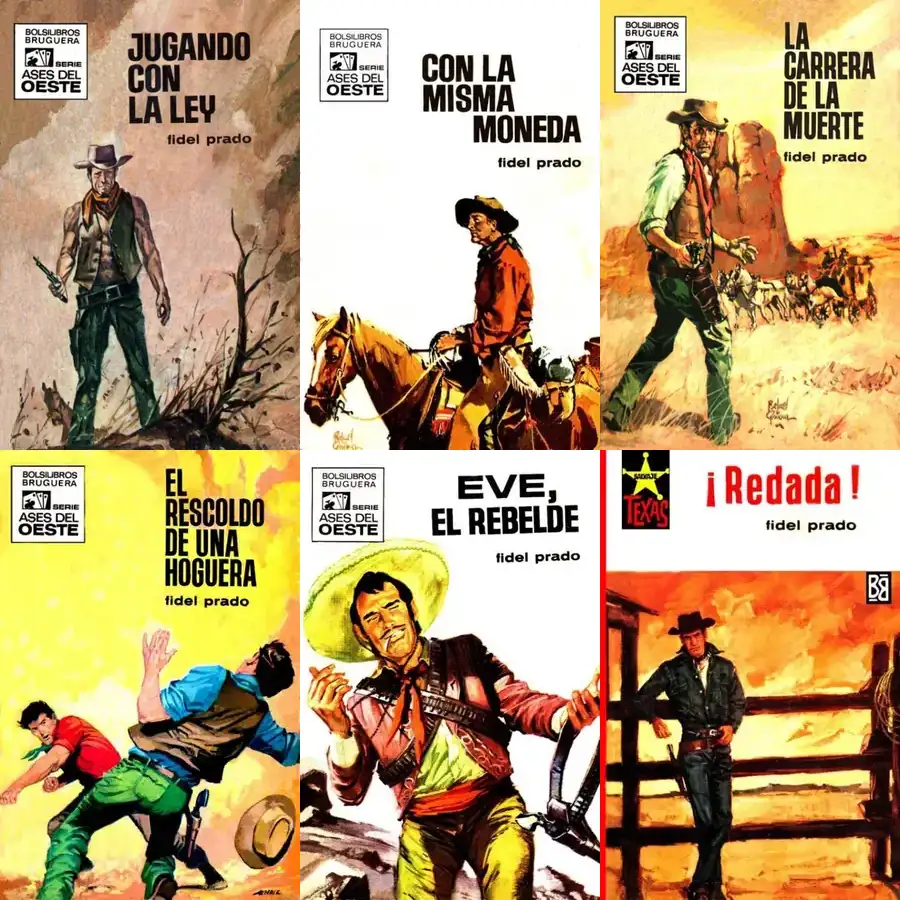 BOLSILIBROS
BRUGUERA
SERIE
ASES DEL
OESTE
JUGANDO
CON
LA LEY
fidel prado
BOLSILIBROS
BRUGUERA
SERIE
ASES DEL
OESTE
CON LA
MISMA
MONEDA
fidel prado
BOLSILIBROS
BRUGUERA
SERIE
ASES DEL
OESTE
LA
CARRERA
DE LA
MUERTE
fidel prado
BOLSILIBROS
BRUGUERA
SERIE
ASES DEL
OESTE
EL
RESCOLDO
DE UNA
HOGUERA
fidel prado
BOLSILIBROS
BRUGUERA
SERIE
ASES DEL
OESTE
EVE,
EL REBELDE
fidel prado
SALVAJE
TEXAS
¡Redada!
fidel prado
BB